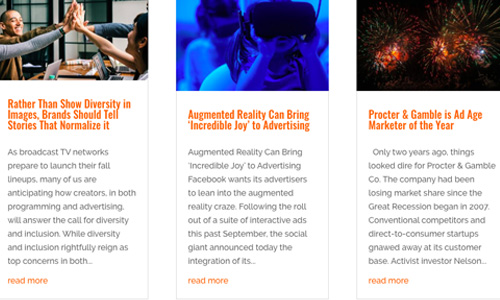 Rather Than Show Diversity in
Images, Brands Should Tell
Stories That Normalize it
As broadcast TV networks
prepare to launch their fall
lineups, many of us are
anticipating how creators, in both
programming and advertising,
will answer the call for diversity
and inclusion. While diversity
and inclusion rightfully reign as
top concerns in both...
read more
Augmented Reality Can Bring
‘Incredible Joy’ to Advertising
Augmented Reality Can Bring
‘Incredible Joy’ to Advertising
Facebook wants its advertisers
to lean into the augmented
reality craze. Following the roll
out of a suite of interactive ads
this past September, the social
giant announced today the
integration of its...
read more
Procter & Gamble is Ad Age
Marketer of the Year
Only two years ago, things
looked dire for Procter & Gamble
Co. The company had been
losing market share since the
Great Recession began in 2007.
Conventional competitors and
direct-to-consumer startups
gnawed away at its customer
base. Activist investor Nelson...
read more